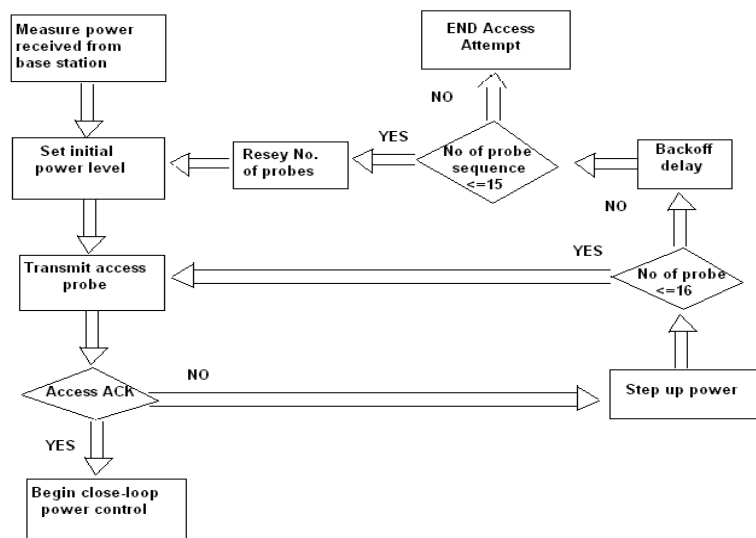 Measure power
received from
base station
END Access
Attempt
NO
YES
Set initial
power level
Resey No.
of probes
No of probe
sequence
<=15
Backoff
delay
NO
YES
Transmit access
probe
No of probe
<=16
NO
Access ACK
Step up power
YES
Begin close-loop
power control